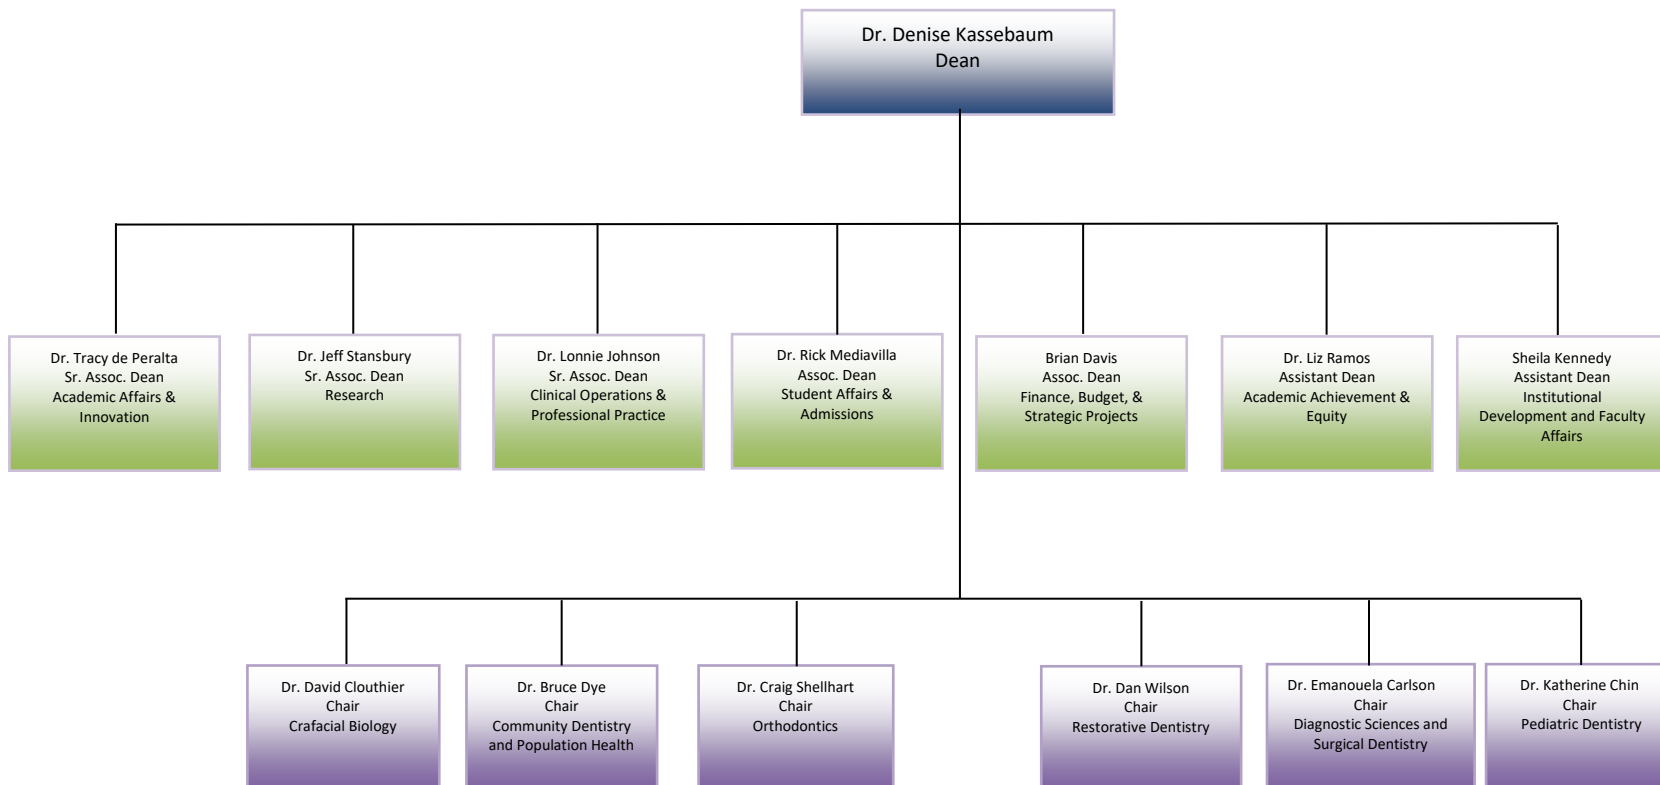 Dr. Denise Kassebaum
Dean
Dr. Tracy de Peralta
Sr. Assoc. Dean
Academic Affairs &
Innovation
Dr. Jeff Stansbury
Sr. Assoc. Dean
Research
Dr. Lonnie Johnson
Sr. Assoc. Dean
Clinical Operations &
Professional Practice
Dr. Rick Mediavilla
Assoc. Dean
Student Affairs &
Admissions
Brian Davis
Assoc. Dean
Finance, Budget, &
Strategic Projects
Dr. Liz Ramos
Assistant Dean
Academic Achievement &
Equity
Sheila Kennedy
Assistant Dean
Institutional
Development and Faculty
Affairs
Dr. David Clouthier
Chair
Crafacial Biology
Dr. Bruce Dye
Chair
Community Dentistry
and Population Health
Dr. Craig Shellhart
Chair
Orthodontics
Dr. Dan Wilson
Chair
Restorative Dentistry
Dr. Emanouela Carlson
Chair
Diagnostic Sciences and
Surgical Dentistry
Dr. Katherine Chin
Chair
Pediatric Dentistry